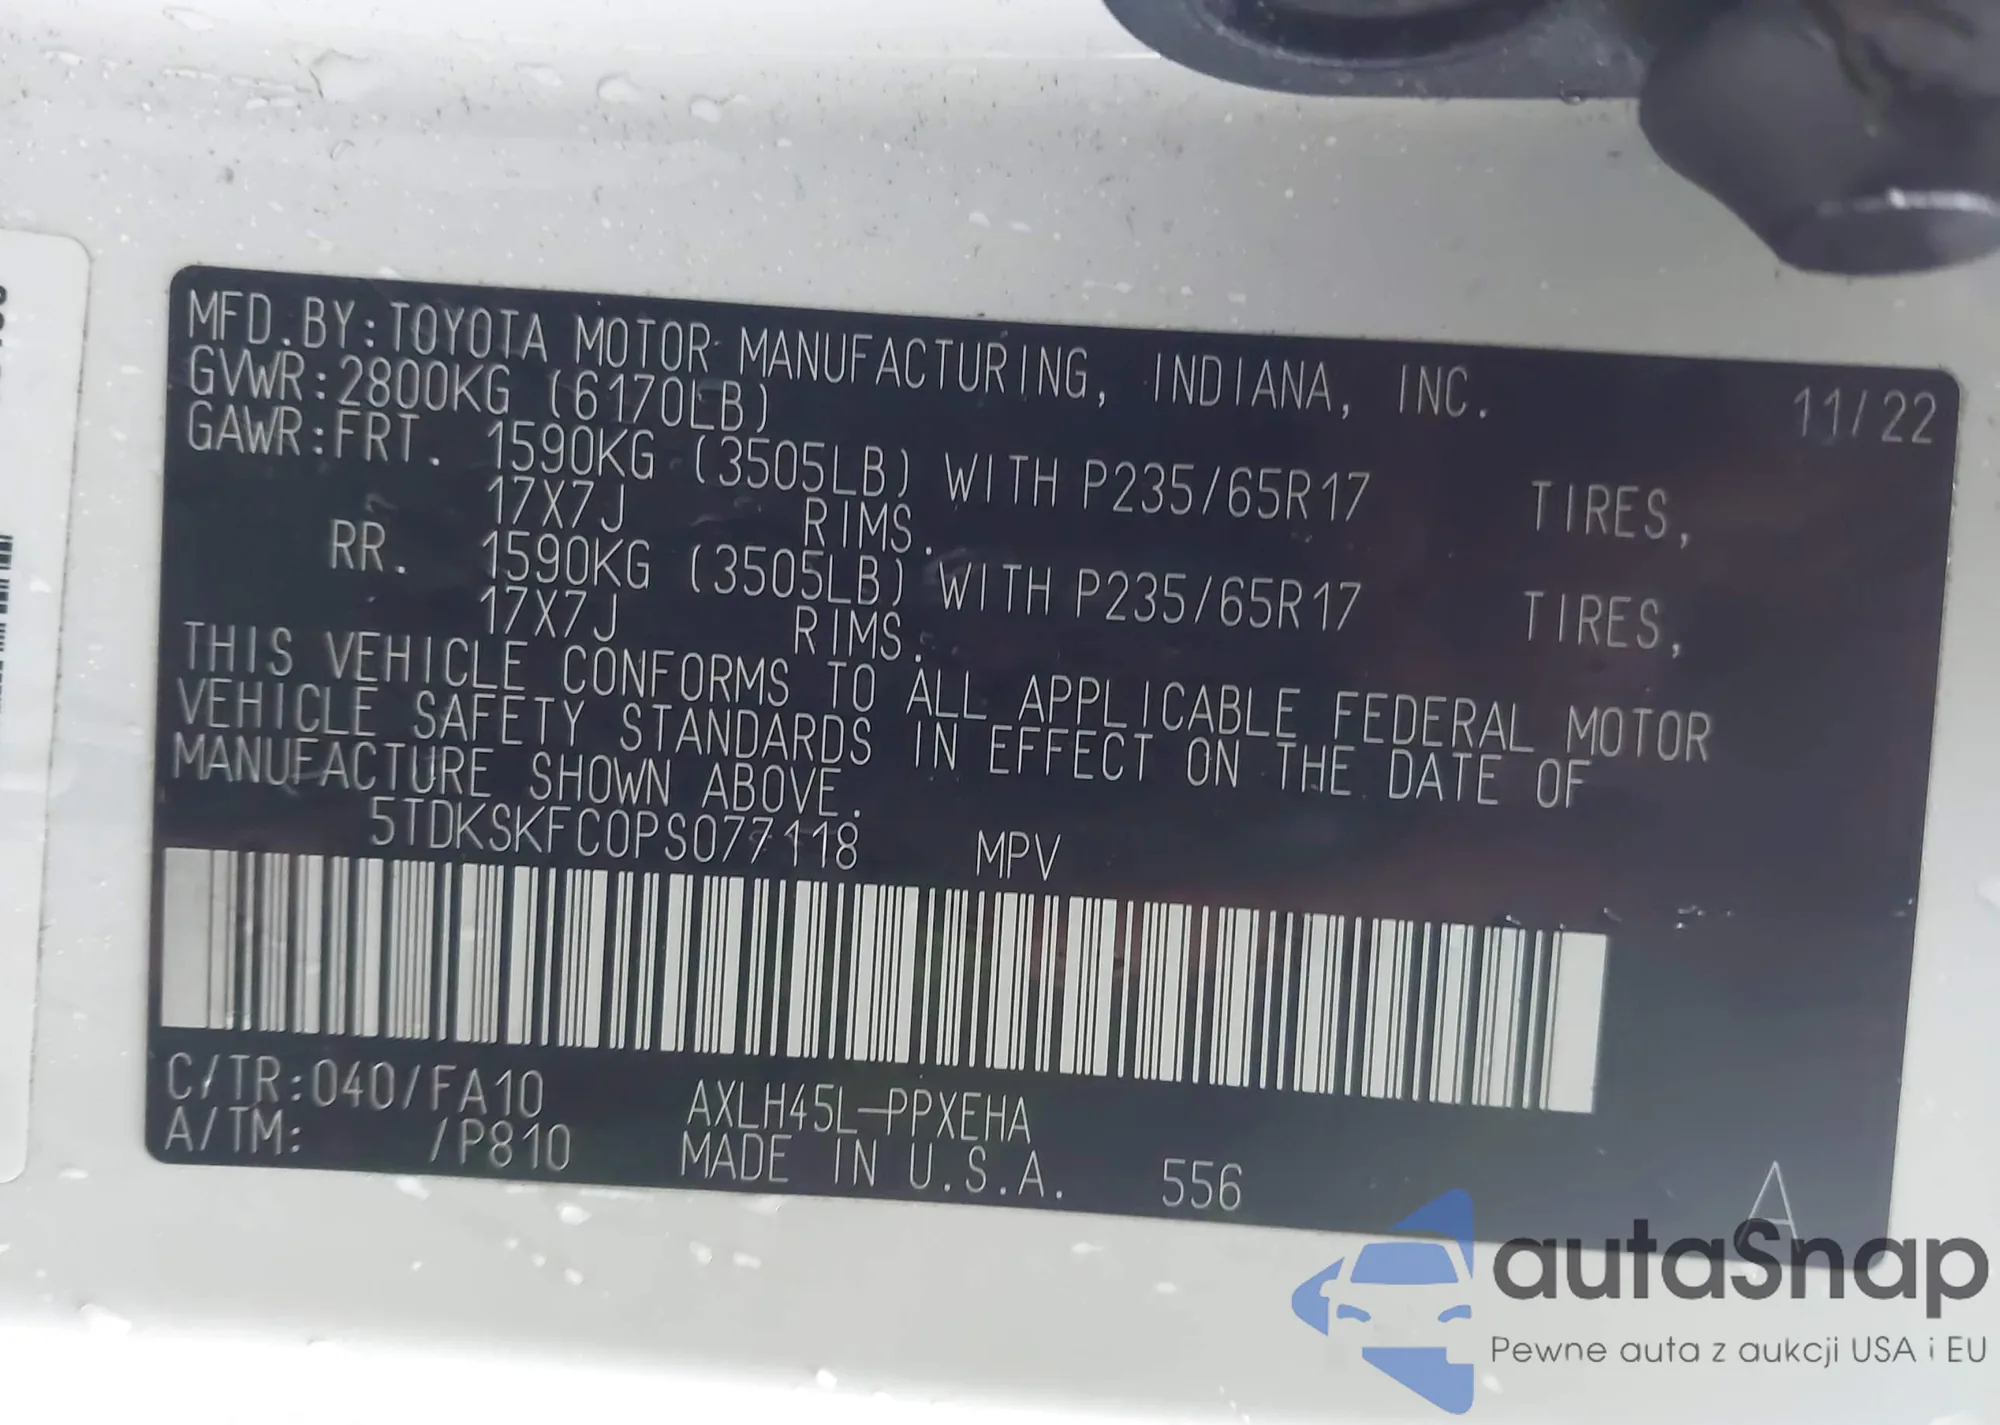 MFD.BY:TOYOTA MOTOR MANUFACTURING, INDIANA, INC. 11/22
GVWR:2800KG (6170LB)
GAWR:FRT. 1590KG (3505LB) WITH P235/65R17 TIRES,
17X7J RIMS.
RR. 1590KG (3505LB) WITH P235/65R17 TIRES,
17X7J RIMS.
THIS VEHICLE CONFORMS TO ALL APPLICABLE FEDERAL MOTOR
VEHICLE SAFETY STANDARDS IN EFFECT ON THE DATE OF
MANUFACTURE SHOWN ABOVE.
5TDKSKFC0PS077118 MPV
C/TR:040/FA10 AXLH45L-PPXEHA
A/TM: /P810 MADE IN U.S.A. 556 A
autaSnap
Pewne auta z aukcji USA i EU